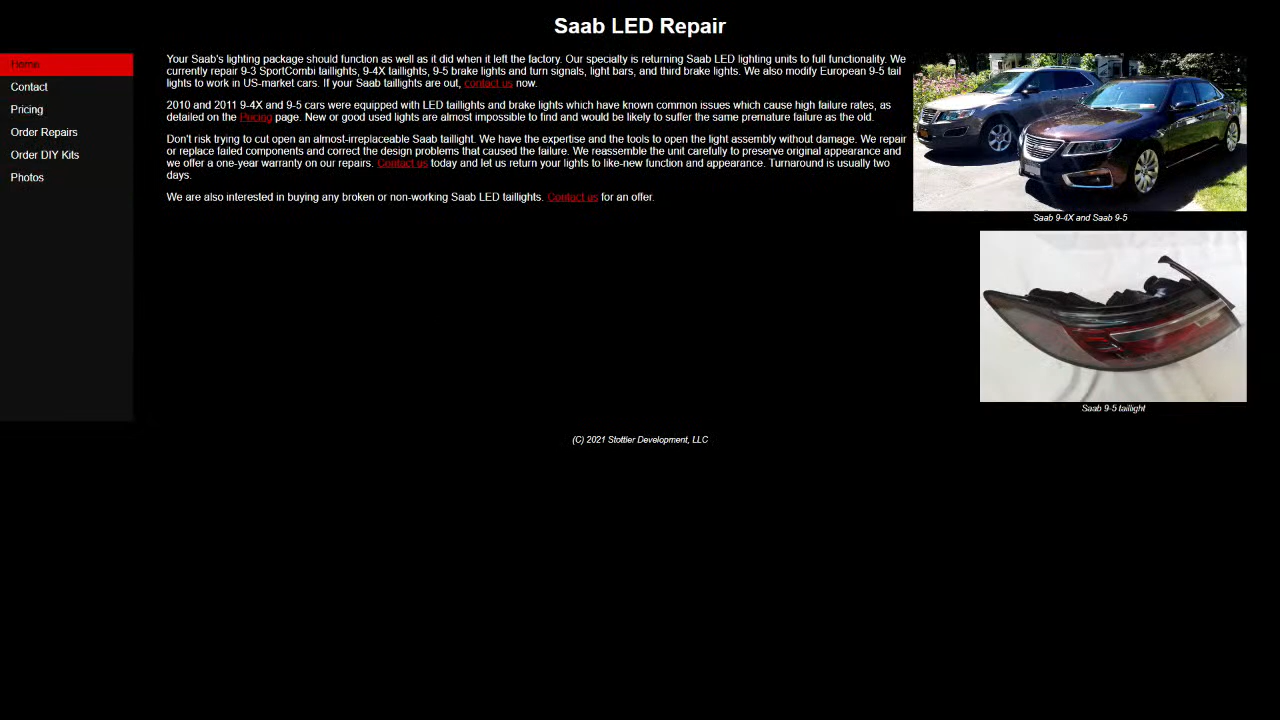 Saab LED Repair
Home
Contact
Pricing
Order Repairs
Order DIY Kits
Photos
Your Saab's lighting package should function as well as it did when it left the factory. Our specialty is returning Saab LED lighting units to full functionality. We
currently repair 9-3 SportCombi taillights, 9-4X taillights, 9-5 brake lights and turn signals, light bars, and third brake lights. We also modify European 9-5 tail
lights to work in US-market cars. If your Saab taillights are out, contact us now.
2010 and 2011 9-4X and 9-5 cars were equipped with LED taillights and brake lights which have known common issues which cause high failure rates, as
detailed on the Pricing page. New or good used lights are almost impossible to find and would be likely to suffer the same premature failure as the old.
Don't risk trying to cut open an almost-irreplaceable Saab taillight. We have the expertise and the tools to open the light assembly without damage. We repair
or replace failed components and correct the design problems that caused the failure. We reassemble the unit carefully to preserve original appearance and
we offer a one-year warranty on our repairs. Contact us today and let us return your lights to like-new function and appearance. Turnaround is usually two
days.
We are also interested in buying any broken or non-working Saab LED taillights. Contact us for an offer.
Saab 9-4X and Saab 9-5
Saab 9-5 taillight
(C) 2021 Stottler Development, LLC